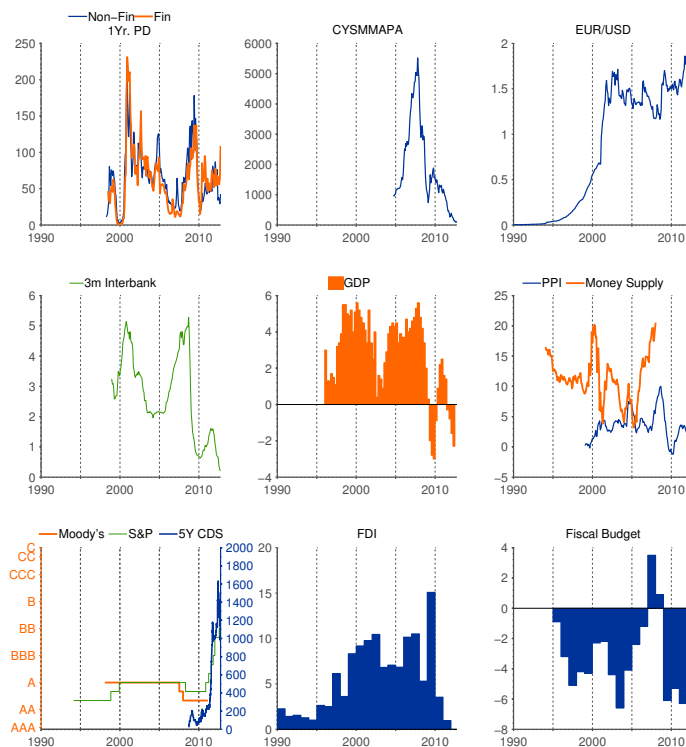 Non−Fin Fin
1Yr. PD
250
200
150
100
50
0
1990 2000 2010
CYSMMAPA
6000
5000
4000
3000
2000
1000
0
1990 2000 2010
EUR/USD
2
1.5
1
0.5
0
1990 2000 2010
3m Interbank
6
5
4
3
2
1
0
1990 2000 2010
GDP
6
4
2
0
−2
−4
1990 2000 2010
PPI Money Supply
25
20
15
10
5
0
−5
1990 2000 2010
Moody's S&P 5Y CDS
C
CC
CCC
B
BB
BBB
A
AA
AAA
2000
1800
1600
1400
1200
1000
800
600
400
200
0
1990 2000 2010
FDI
20
15
10
5
0
1990 2000 2010
Fiscal Budget
4
2
0
−2
−4
−6
−8
1990 2000 2010